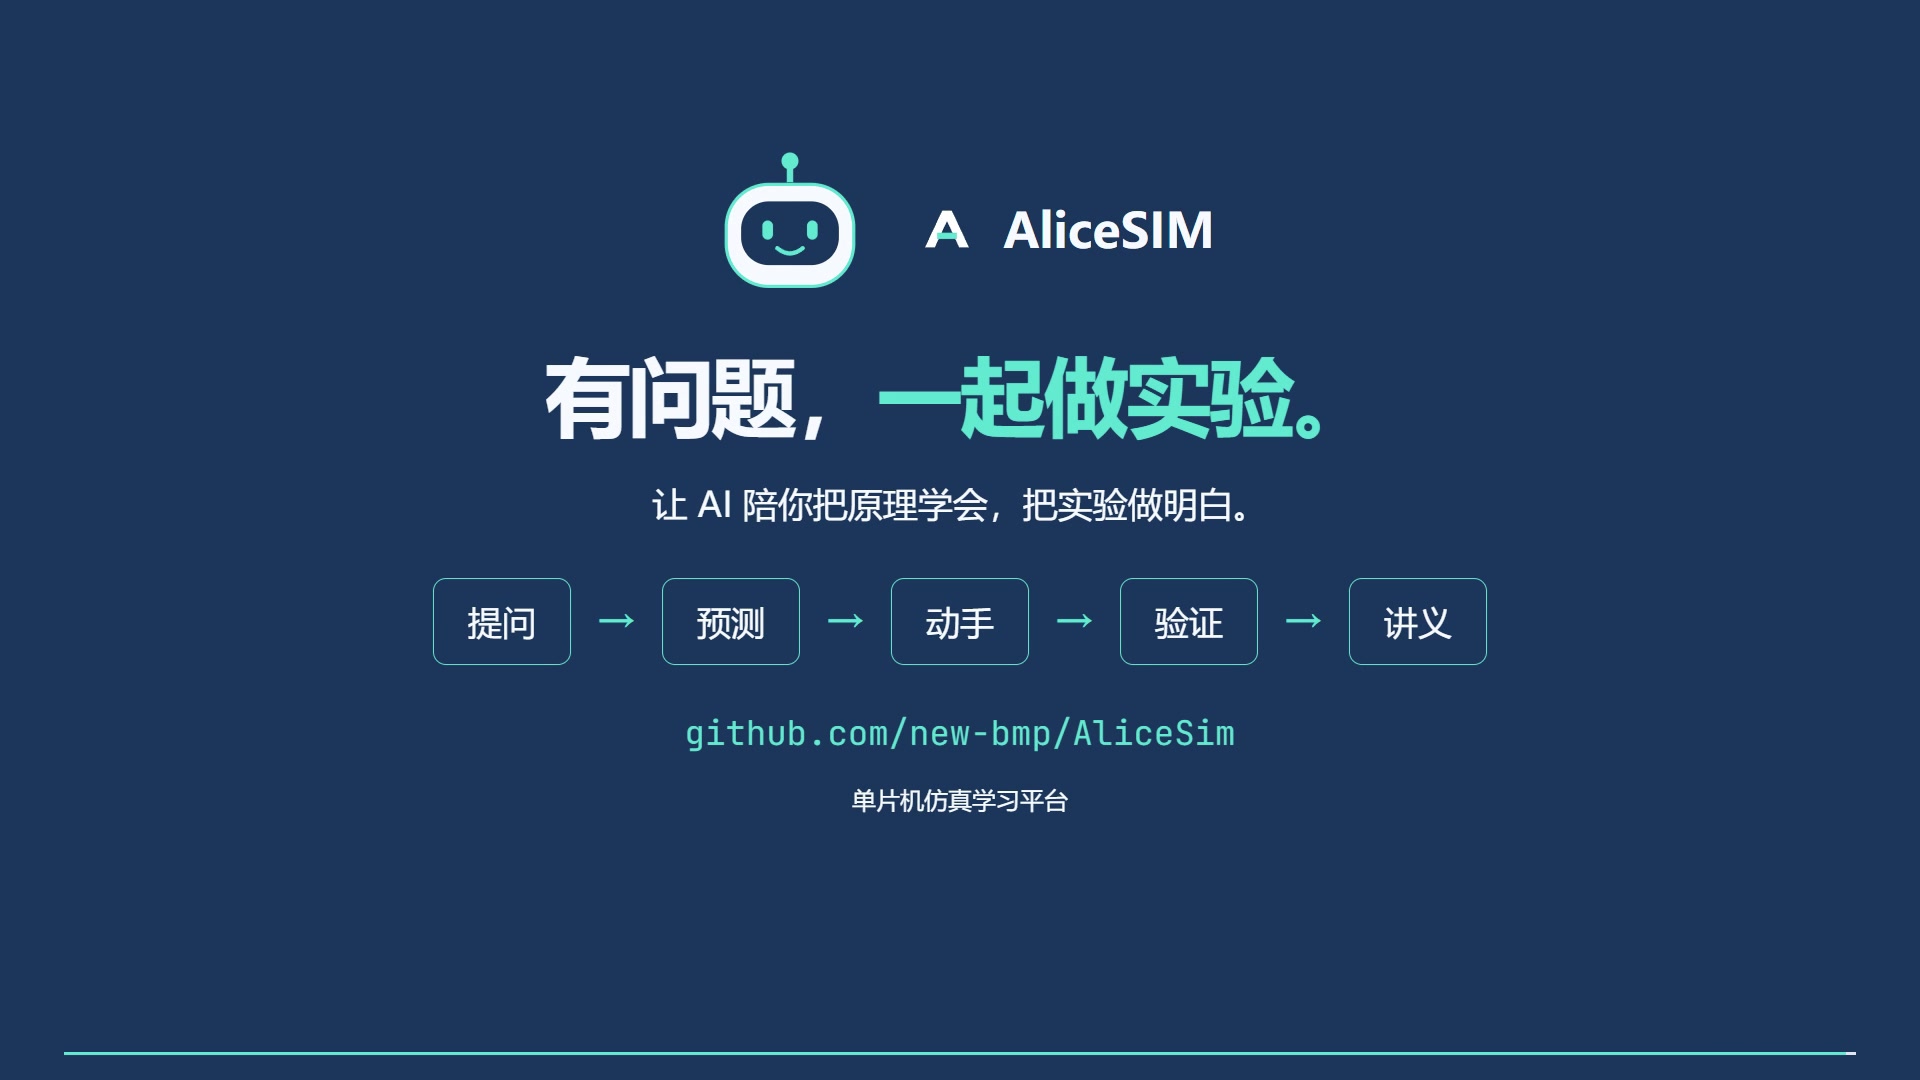 A AliceSIM
有问题，一起做实验。
让 AI 陪你把原理学会，把实验做明白。
提问 → 预测 → 动手 → 验证 → 讲义
github.com/new-bmp/AliceSim
单片机仿真学习平台